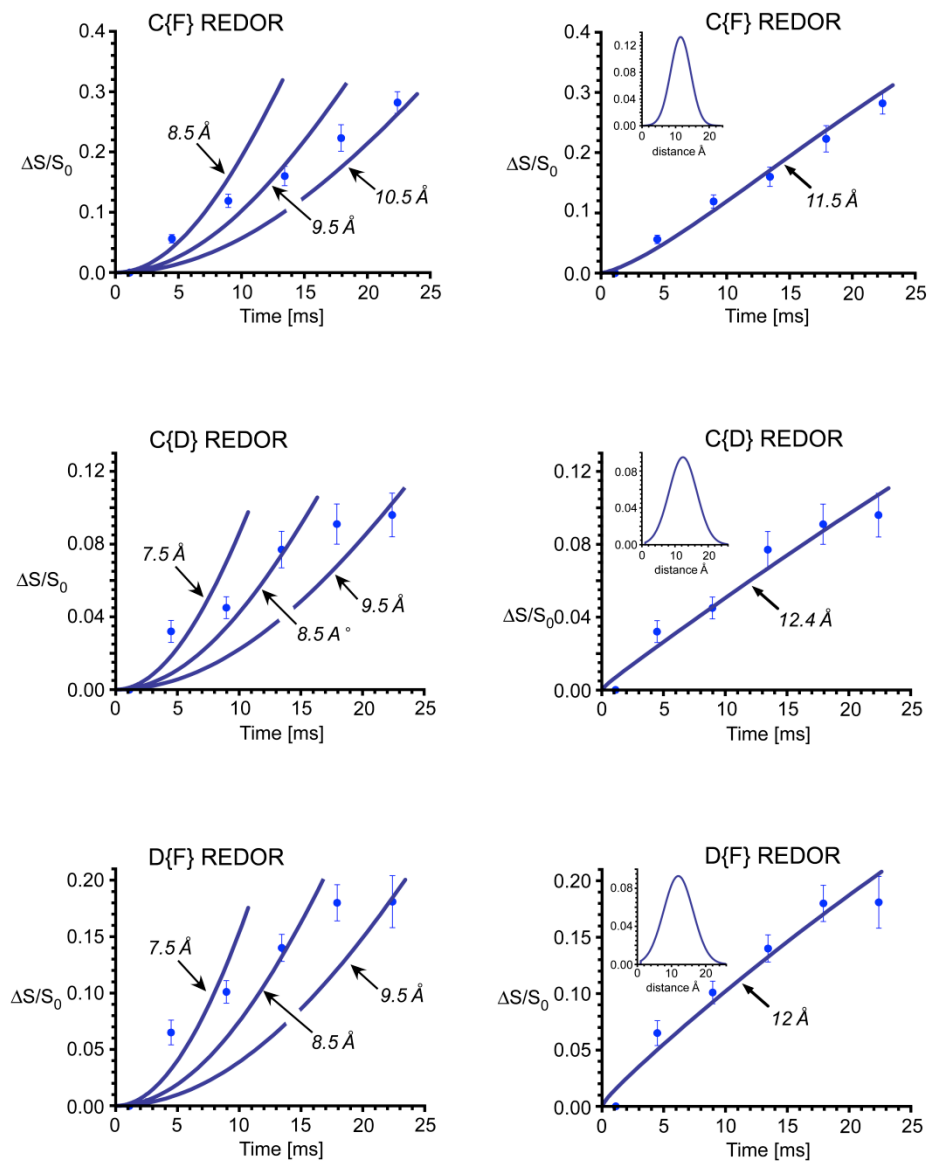 C{F} REDOR
0.4
0.3
ΔS/S0
0.2
0.1
0.0
0 5 10 15 20 25
Time [ms]
8.5 Å
9.5 Å
10.5 Å
C{F} REDOR
0.4
0.3
ΔS/S0
0.2
0.1
0.0
0 5 10 15 20 25
Time [ms]
0.12
0.08
0.04
0.00
0 10 20
distance Å
11.5 Å
C{D} REDOR
0.12
0.08
ΔS/S0
0.04
0.00
0 5 10 15 20 25
Time [ms]
7.5 Å
8.5 A°
9.5 Å
C{D} REDOR
0.12
0.08
ΔS/S0 0.04
0.00
0 5 10 15 20 25
Time [ms]
0.08
0.04
0.00
0 10 20
distance Å
12.4 Å
D{F} REDOR
0.20
0.15
ΔS/S0
0.10
0.05
0.00
0 5 10 15 20 25
Time [ms]
7.5 Å
8.5 Å
9.5 Å
D{F} REDOR
0.20
0.15
ΔS/S0
0.10
0.05
0.00
0 5 10 15 20 25
Time [ms]
0.08
0.04
0
0 10 20
distance Å
12 Å